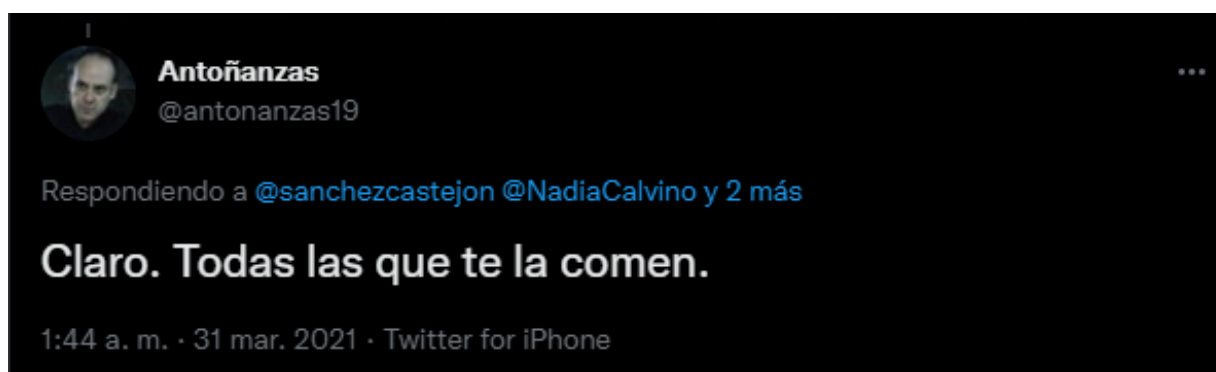 Antoñanzas
@antonanzas19
Respondiendo a @sanchezcastejon @NadiaCalvino y 2 más
Claro. Todas las que te la comen.
1:44 a. m. · 31 mar. 2021 · Twitter for iPhone